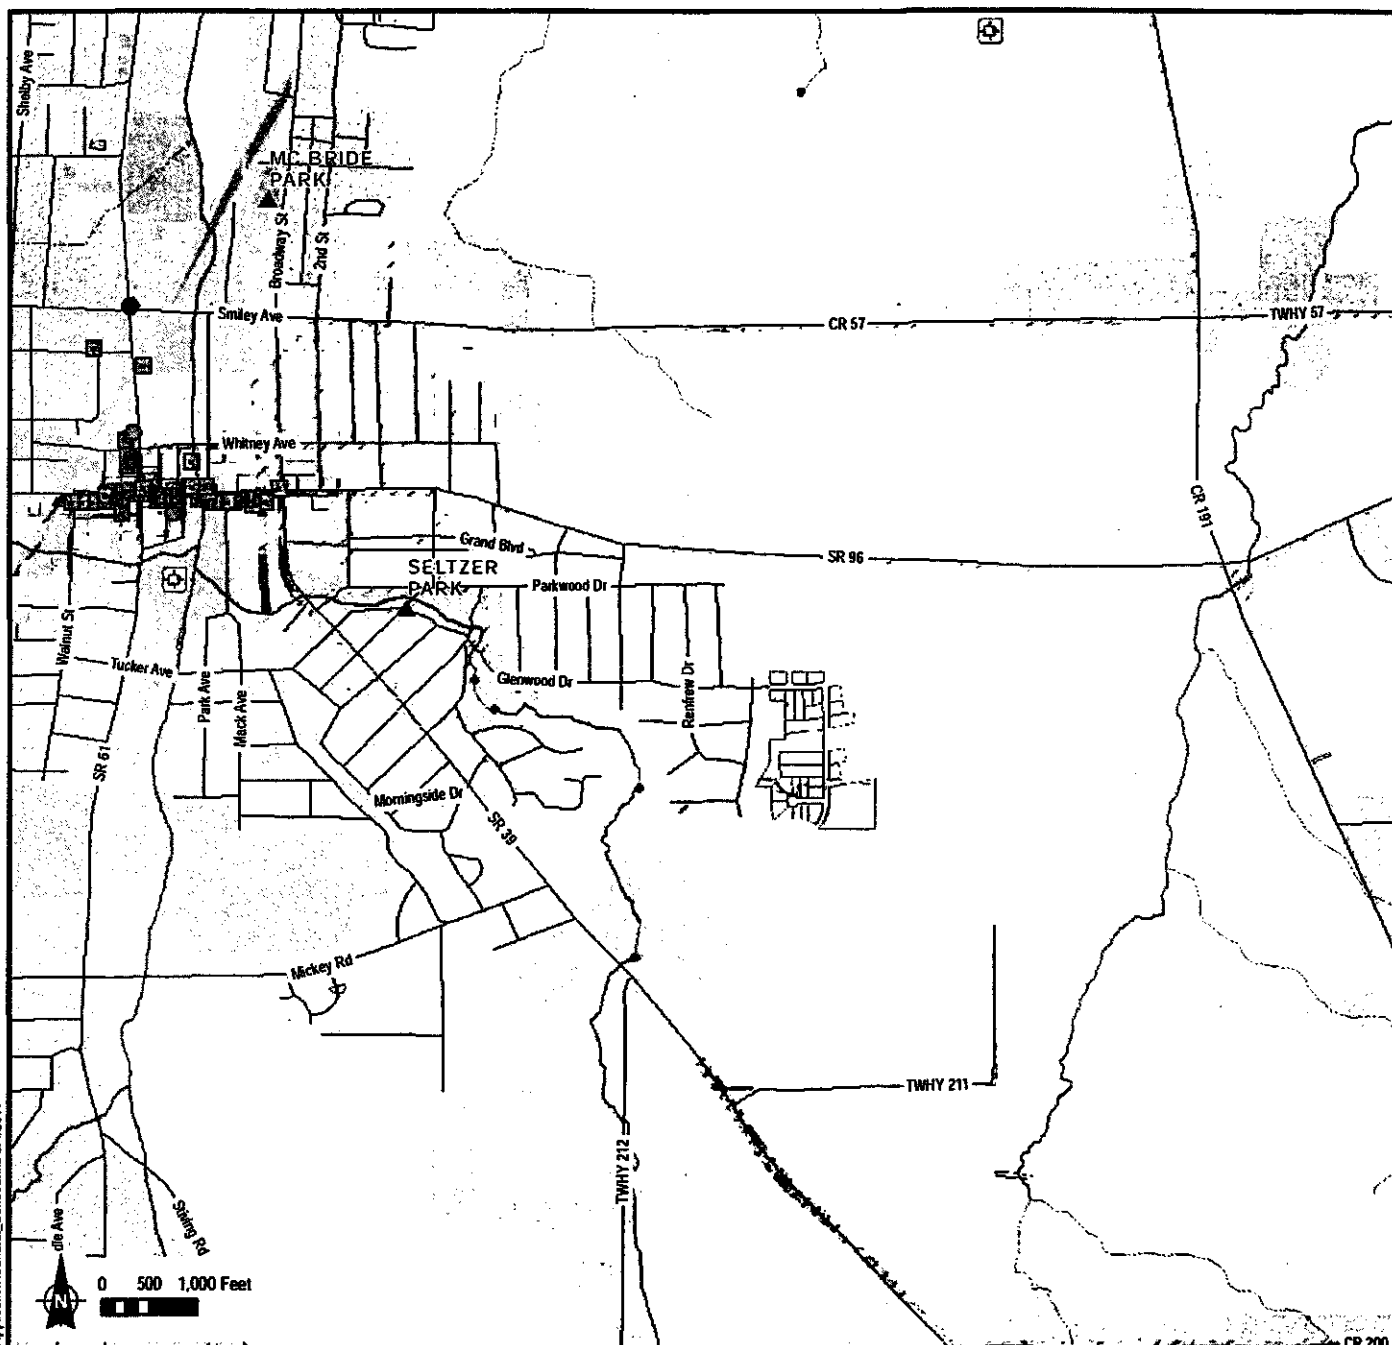 Shelby Ave
MC BRIDE
PARK
Broadway St
2nd St
Smiley Ave
CR 57
TWHY 57
Whitney Ave
CR 191
Grand Blvd
SR 96
SELTZER
PARK
Parkwood Dr
Walnut St
Tucker Ave
Park Ave
Mack Ave
Glenwood Dr
Renfrew Dr
SR 61
Morningside Dr
SR 39
Mickey Rd
TWHY 211
TWHY 212
Stiving Rd
dle Ave
N
0 500 1,000 Feet
CR 200